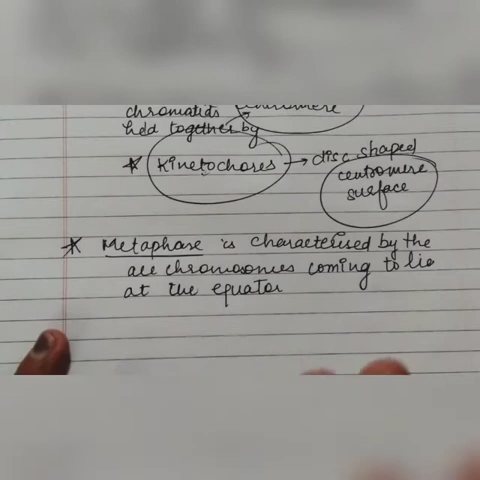 chromatids centromere
held together by
* Kinetochores → disc shaped
centromere
surface
* Metaphase is characterised by the
all chromosomes coming to lie
at the equator